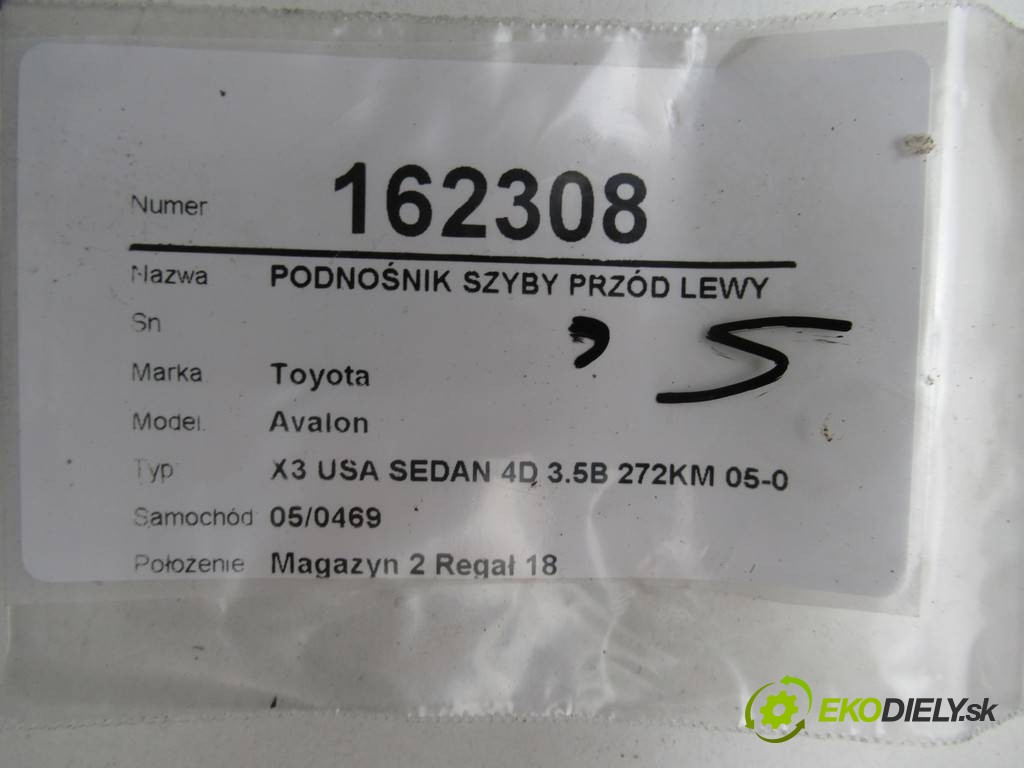 Numer 162308
Nazwa PODNOŚNIK SZYBY PRZÓD LEWY
Sn
, 5
Marka Toyota
Model Avalon
Typ X3 USA SEDAN 4D 3.5B 272KM 05-0
Samochód 05/0469
Położenie Magazyn 2 Regał 18
EKODIELY.sk